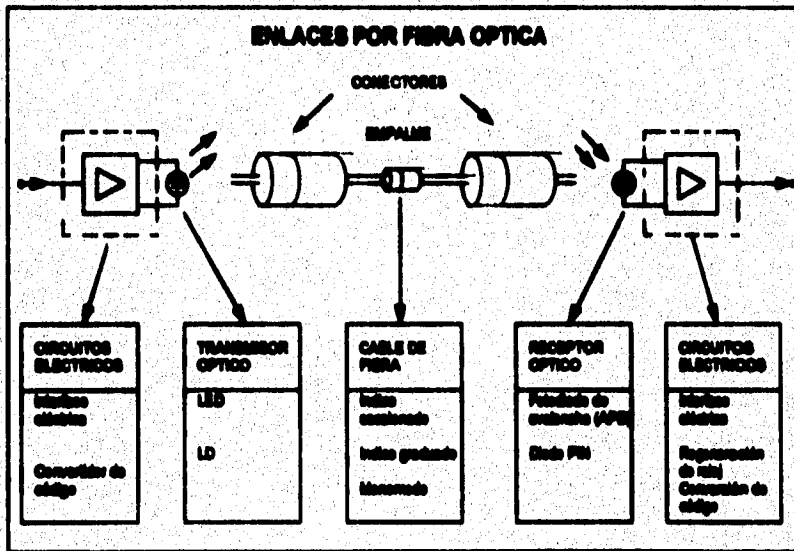 ENLACES POR FIBRA OPTICA
CONECTORES
EMPALME
CIRCUITOS
ELECTRICOS
Interfase
eléctrica
Convertidor de
código
TRANSMISOR
OPTICO
LED
LD
CABLE DE
FIBRA
Indice
escalonado
Indice graduado
Monomodo
RECEPTOR
OPTICO
Fotodiodo de
avalancha (APD)
Diodo PIN
CIRCUITOS
ELECTRICOS
Interfase
eléctrica
Regeneración
de reloj
Conversión de
código